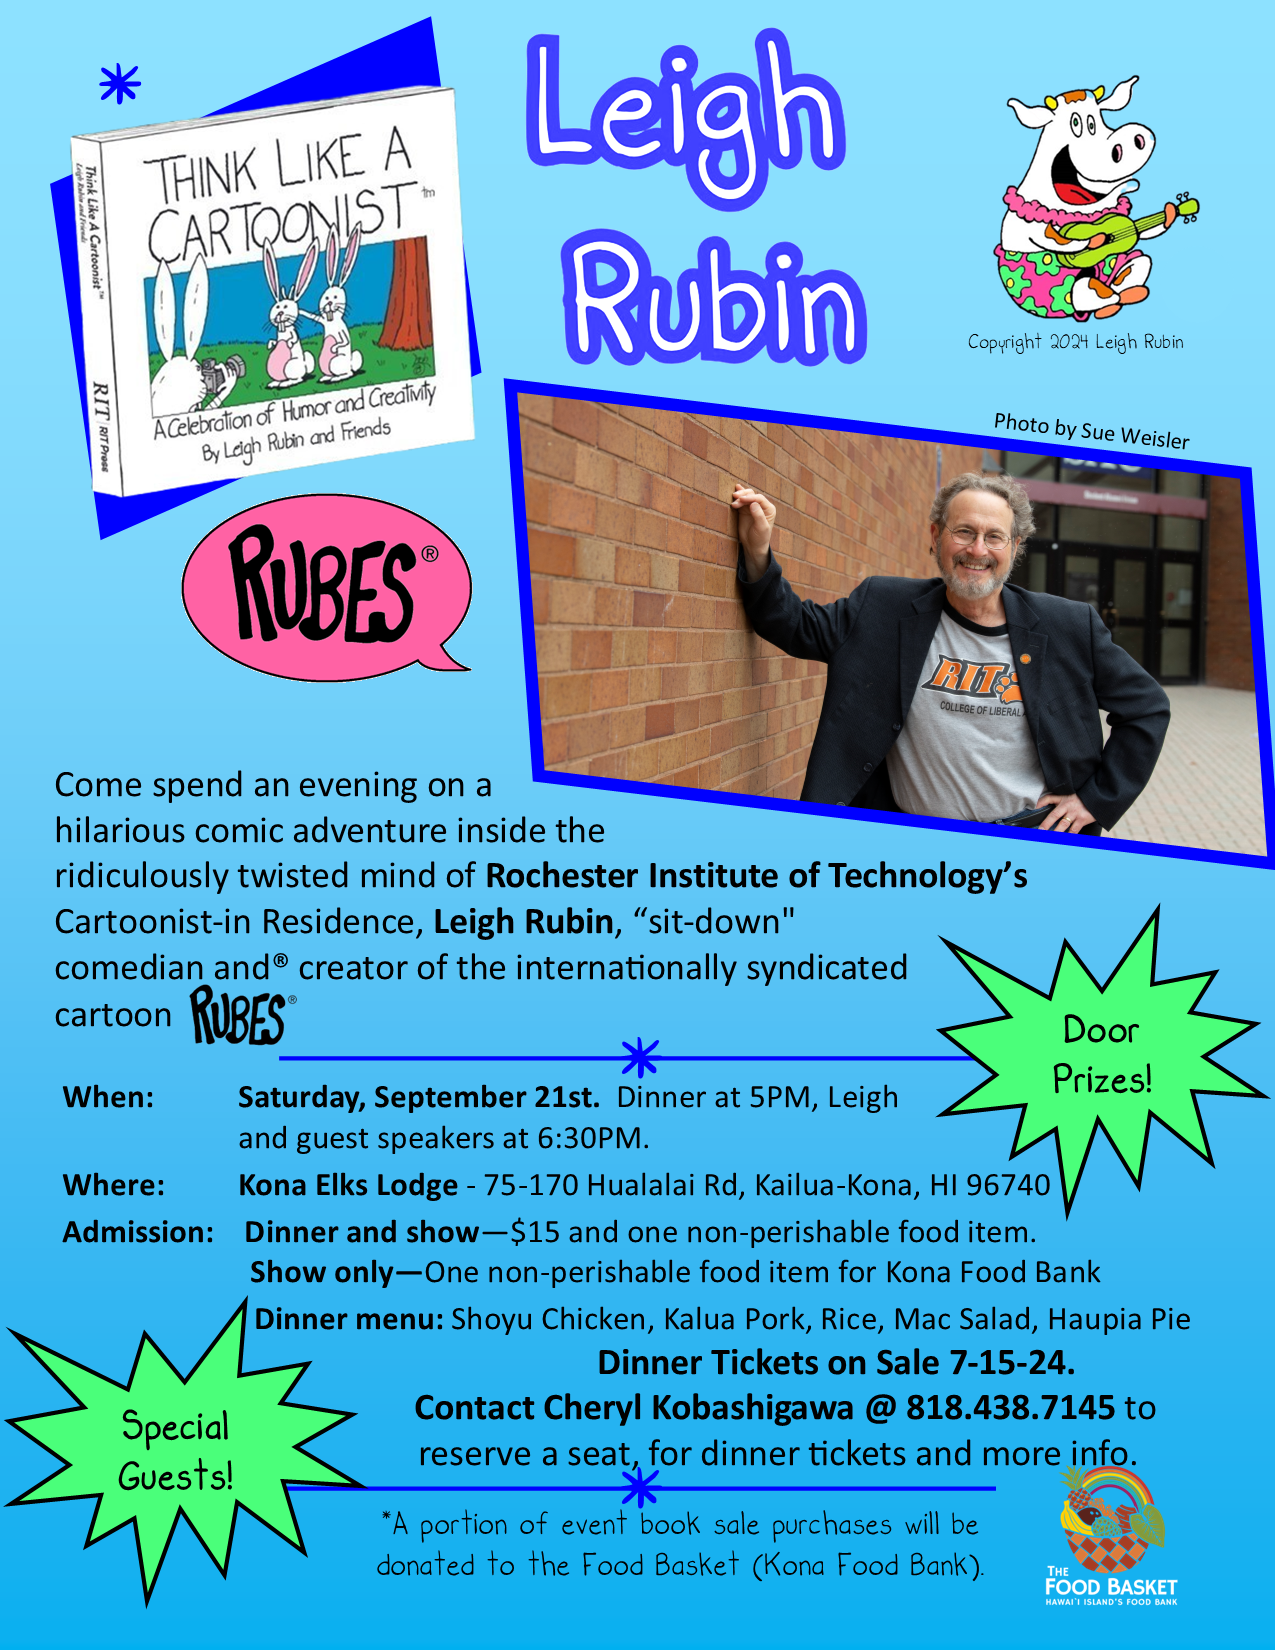 Leigh
Rubin
THINK LIKE A
CARTOONIST™
A Celebration of Humor and Creativity
By Leigh Rubin and Friends
Think Like A Cartoonist™
Leigh Rubin and Friends
RIT | RIT Press
Copyright 2024 Leigh Rubin
Photo by Sue Weisler
RUBES®
RIT
COLLEGE OF LIBERAL
Come spend an evening on a
hilarious comic adventure inside the
ridiculously twisted mind of Rochester Institute of Technology’s
Cartoonist-in Residence, Leigh Rubin, “sit-down"
comedian and® creator of the internationally syndicated
cartoon RUBES®
Door
Prizes!
When: Saturday, September 21st. Dinner at 5PM, Leigh
and guest speakers at 6:30PM.
Where: Kona Elks Lodge - 75-170 Hualalai Rd, Kailua-Kona, HI 96740
Admission: Dinner and show—$15 and one non-perishable food item.
Show only—One non-perishable food item for Kona Food Bank
Dinner menu: Shoyu Chicken, Kalua Pork, Rice, Mac Salad, Haupia Pie
Dinner Tickets on Sale 7-15-24.
Contact Cheryl Kobashigawa @ 818.438.7145 to
reserve a seat, for dinner tickets and more info.
Special
Guests!
*A portion of event book sale purchases will be
donated to the Food Basket (Kona Food Bank).
THE
FOOD BASKET
HAWAI`I ISLAND'S FOOD BANK